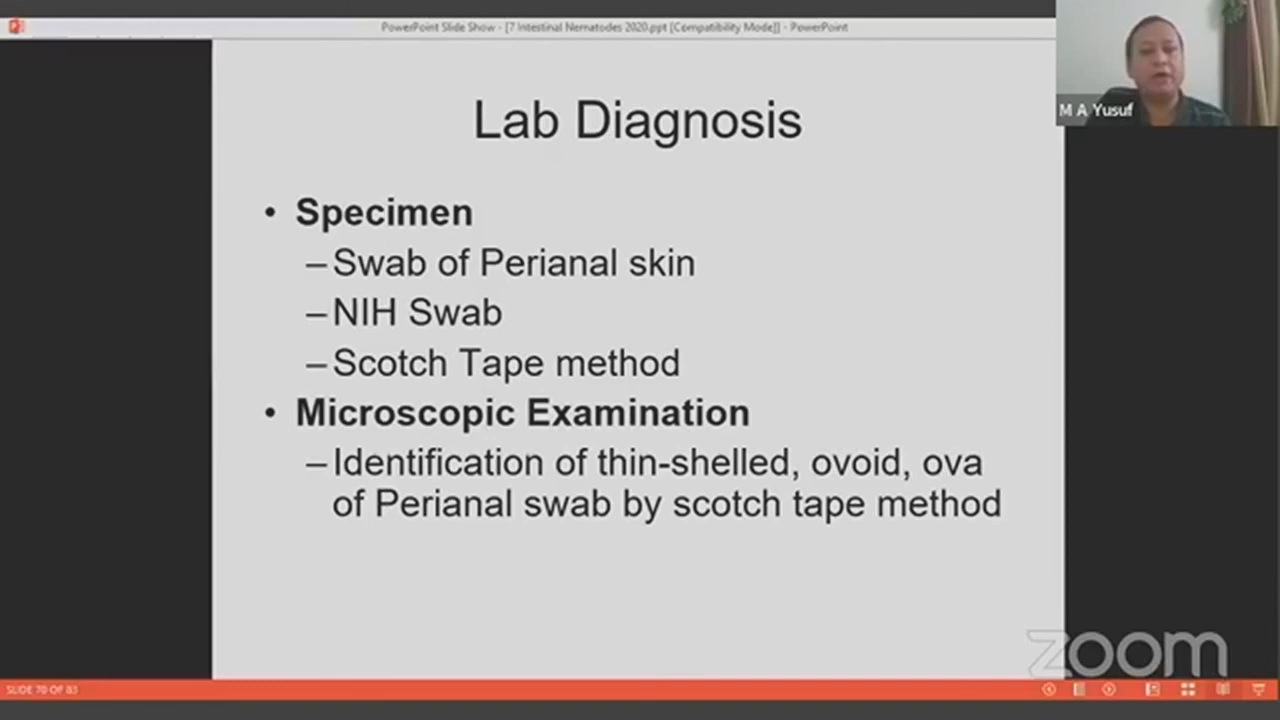 PowerPoint Slide Show - [7 Intestinal Nematodes 2020.ppt [Compatibility Mode]] - PowerPoint
M A Yusuf
Lab Diagnosis
• Specimen
–Swab of Perianal skin
–NIH Swab
–Scotch Tape method
• Microscopic Examination
–Identification of thin-shelled, ovoid, ova
of Perianal swab by scotch tape method
zoom
SLIDE 70 OF 83